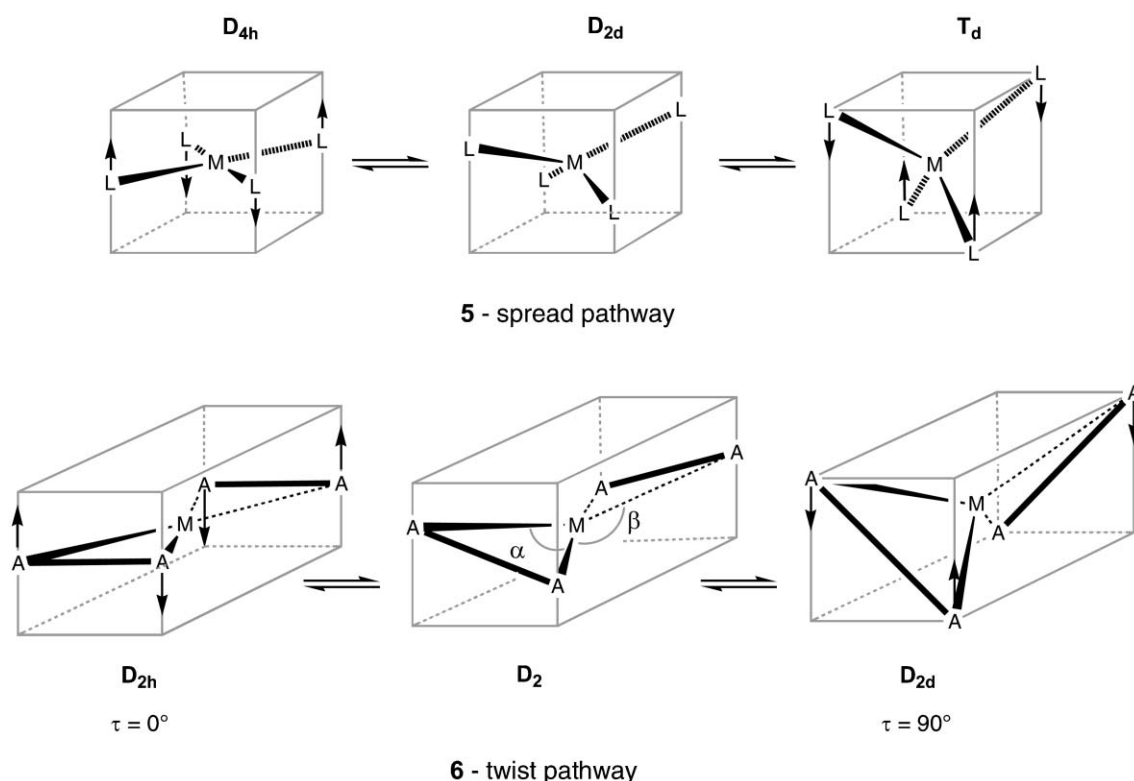 D4h D2d Td
L L L L
L L L
M M M
L L L
L L
L
5 - spread pathway
A
A A A A
M A M β M
A α A
A A A
A
D2h D2 D2d
τ = 0° τ = 90°
6 - twist pathway